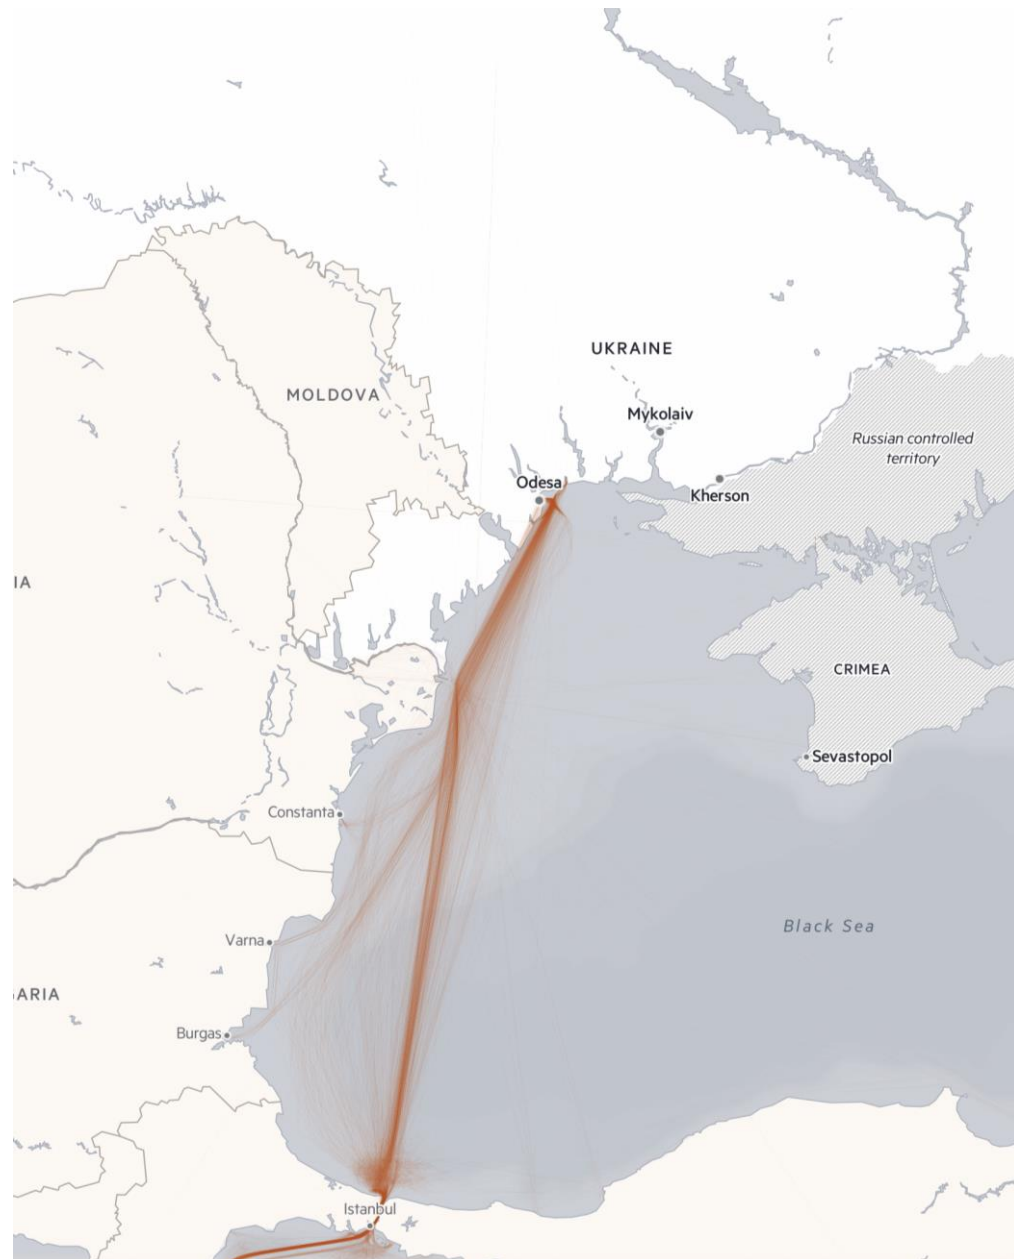 UKRAINE
MOLDOVA
Mykolaiv
Russian controlled
territory
Odesa
Kherson
IA
CRIMEA
Sevastopol
Constanta
Black Sea
Varna
ARIA
Burgas
Istanbul